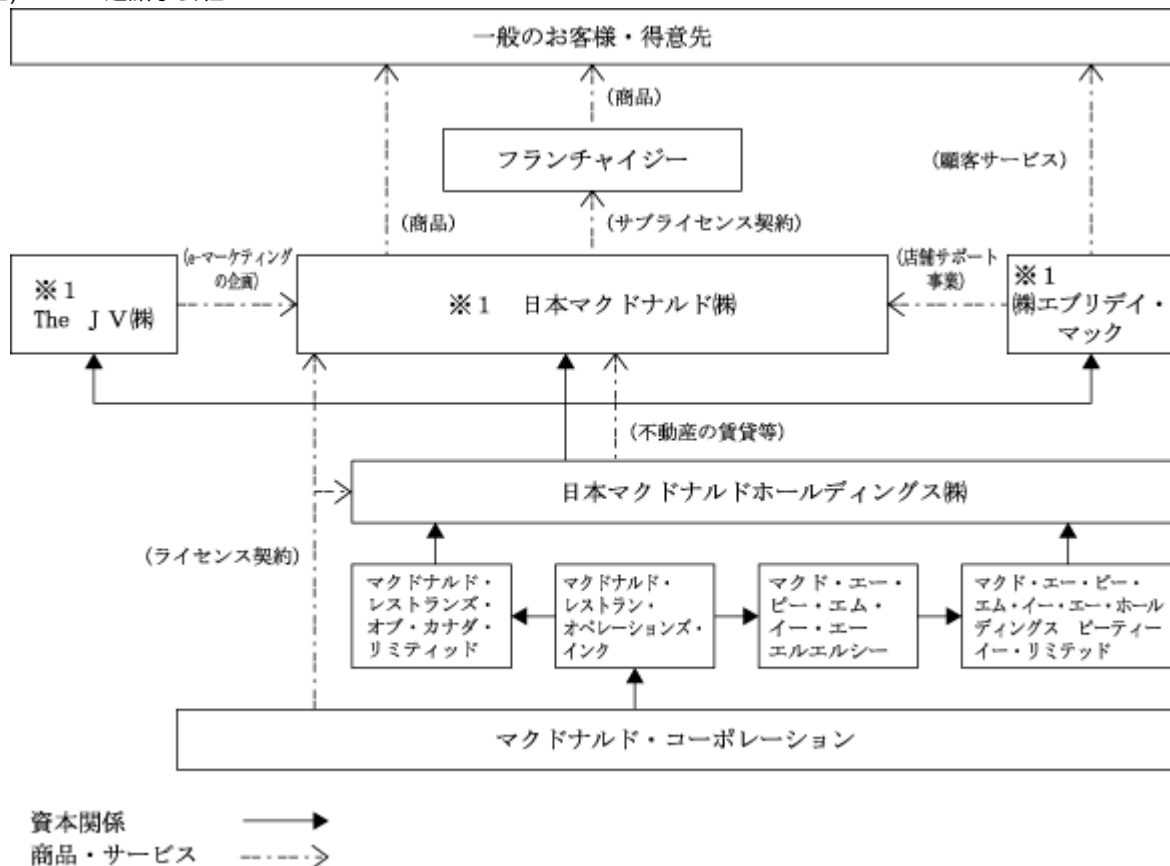 一般のお客様・得意先
(商品)
フランチャイジー
(顧客サービス)
(商品)
(サブライセンス契約)
※1
The JV㈱
(e-マーケティング
の企画)
※1 日本マクドナルド㈱
(店舗サポート
事業)
※1
㈱エブリデイ・
マック
(不動産の賃貸等)
日本マクドナルドホールディングス㈱
(ライセンス契約)
マクドナルド・
レストランズ・
オブ・カナダ・
リミティッド
マクドナルド・
レストラン・
オペレーションズ・
インク
マクド・エー・
ピー・エム・
イー・エー
エルエルシー
マクド・エー・ピー・
エム・イー・エー・ホール
ディングス ピーティー
イー・リミテッド
マクドナルド・コーポレーション
資本関係
商品・サービス